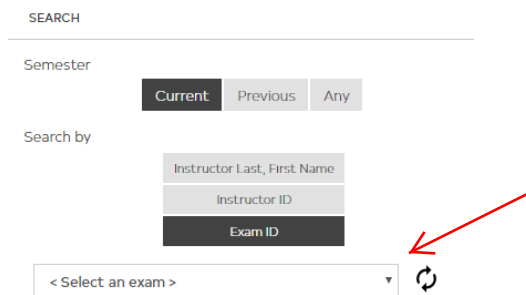 SEARCH
Semester
Current Previous Any
Search by
Instructor Last, First Name
Instructor ID
Exam ID
< Select an exam >